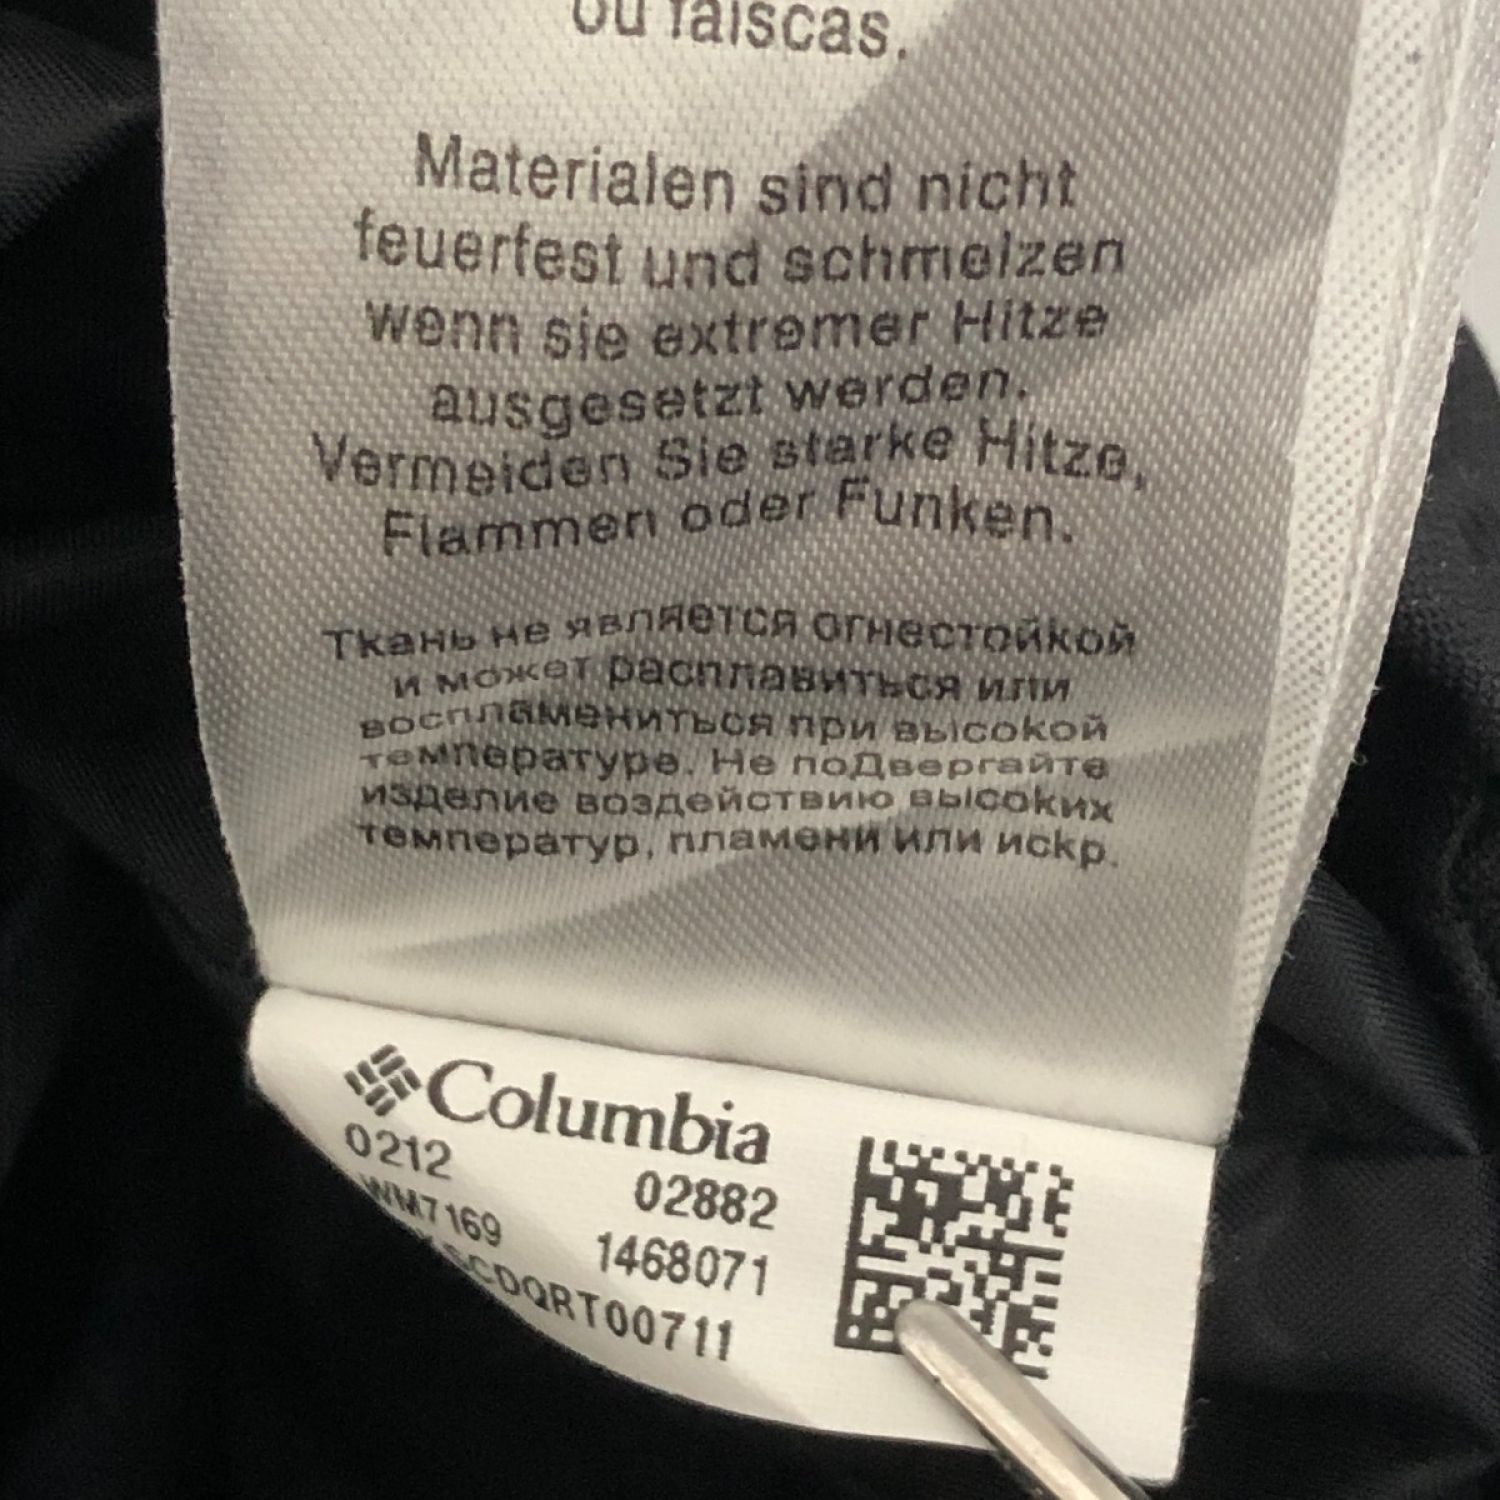 ou faíscas.
Materialen sind nicht
feuerfest und schmelzen
wenn sie extremer Hitze
ausgesetzt werden.
Vermeiden Sie starke Hitze,
Flammen oder Funken.
Ткань не является огнестойкой
и может расплавиться или
воспламениться при высокой
температуре. Не подвергайте
изделие воздействию высоких
температур, пламени или искр.
Columbia
0212 02882
WM7169 1468071